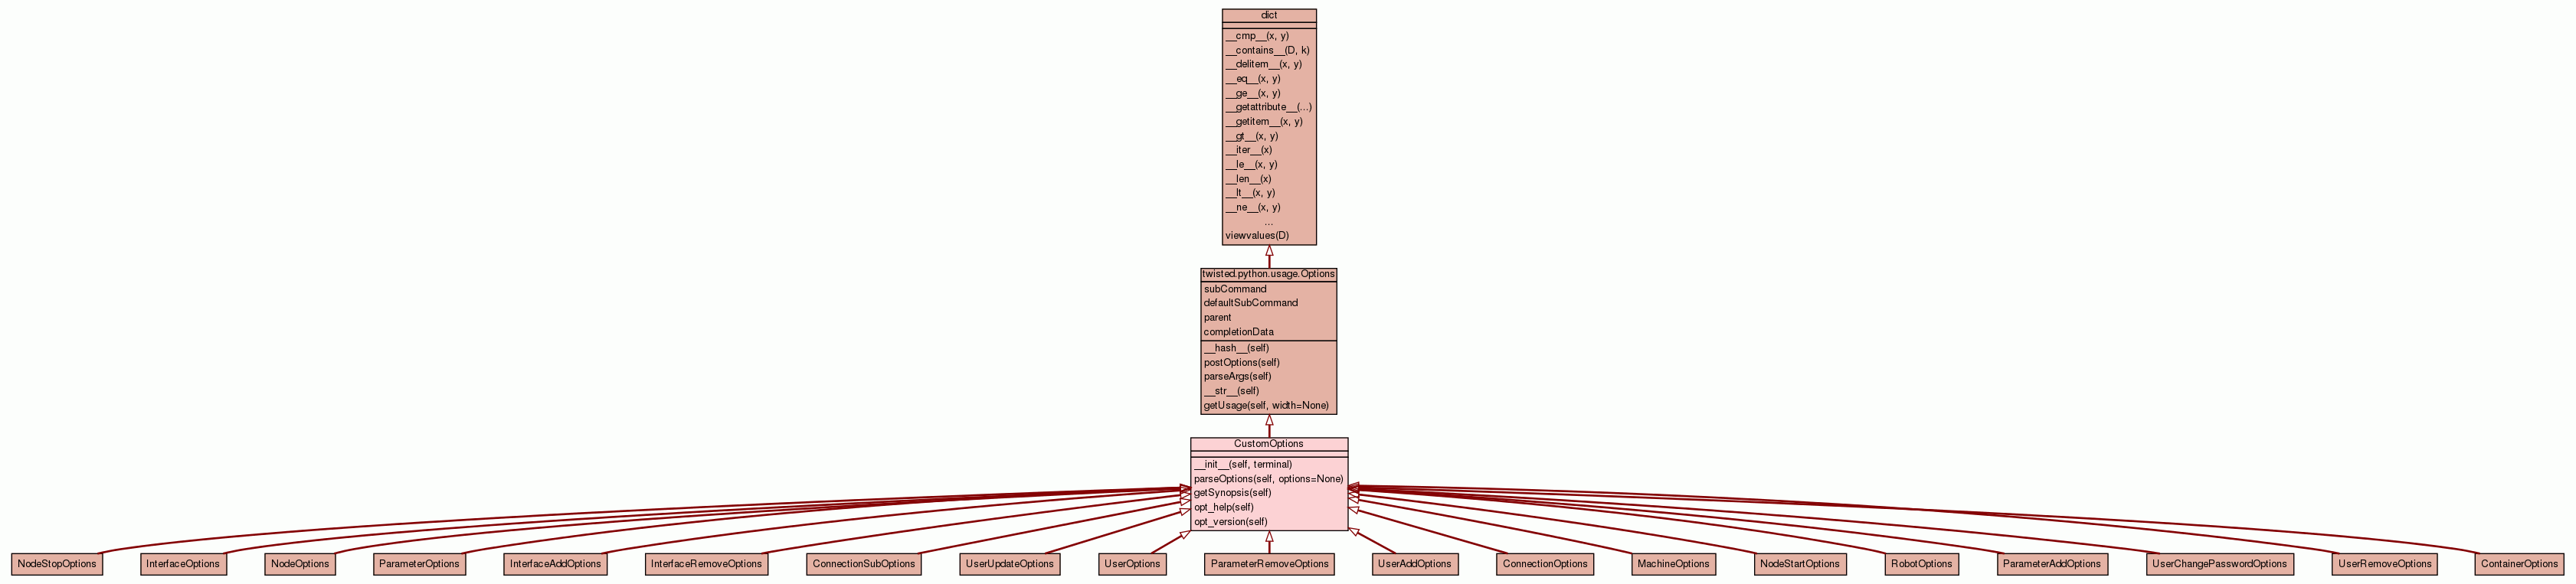 dict
__cmp__(x, y)
__contains__(D, k)
__delitem__(x, y)
__eq__(x, y)
__ge__(x, y)
__getattribute__(...)
__getitem__(x, y)
__gt__(x, y)
__iter__(x)
__le__(x, y)
__len__(x)
__lt__(x, y)
__ne__(x, y)
...
viewvalues(D)
twisted.python.usage.Options
subCommand
defaultSubCommand
parent
completionData
__hash__(self)
postOptions(self)
parseArgs(self)
__str__(self)
getUsage(self, width=None)
CustomOptions
__init__(self, terminal)
parseOptions(self, options=None)
getSynopsis(self)
opt_help(self)
opt_version(self)
NodeStopOptions
InterfaceOptions
NodeOptions
ParameterOptions
InterfaceAddOptions
InterfaceRemoveOptions
ConnectionSubOptions
UserUpdateOptions
UserOptions
ParameterRemoveOptions
UserAddOptions
ConnectionOptions
MachineOptions
NodeStartOptions
RobotOptions
ParameterAddOptions
UserChangePasswordOptions
UserRemoveOptions
ContainerOptions